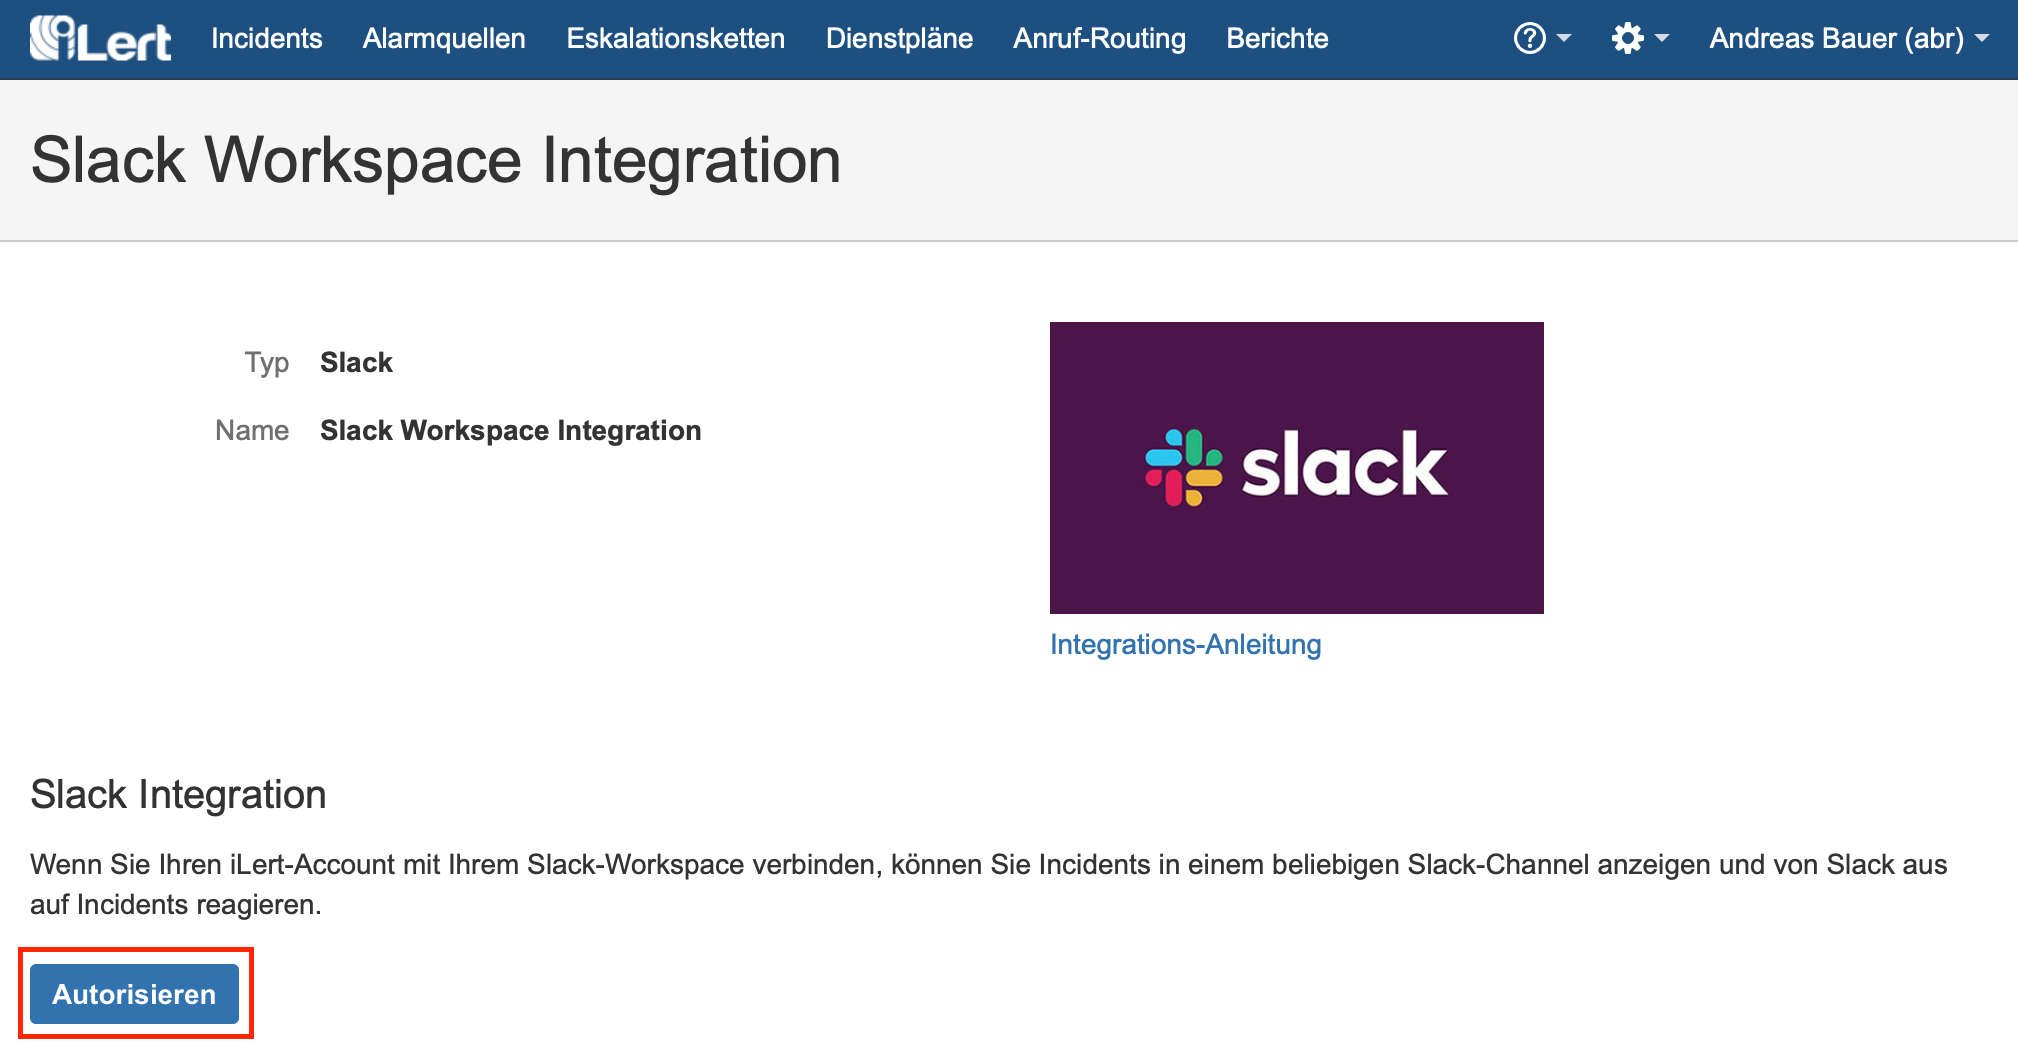 iLert Incidents Alarmquellen Eskalationsketten Dienstpläne Anruf-Routing Berichte ? Andreas Bauer (abr)
Slack Workspace Integration
Typ Slack
Name Slack Workspace Integration
slack
Integrations-Anleitung
Slack Integration
Wenn Sie Ihren iLert-Account mit Ihrem Slack-Workspace verbinden, können Sie Incidents in einem beliebigen Slack-Channel anzeigen und von Slack aus
auf Incidents reagieren.
Autorisieren